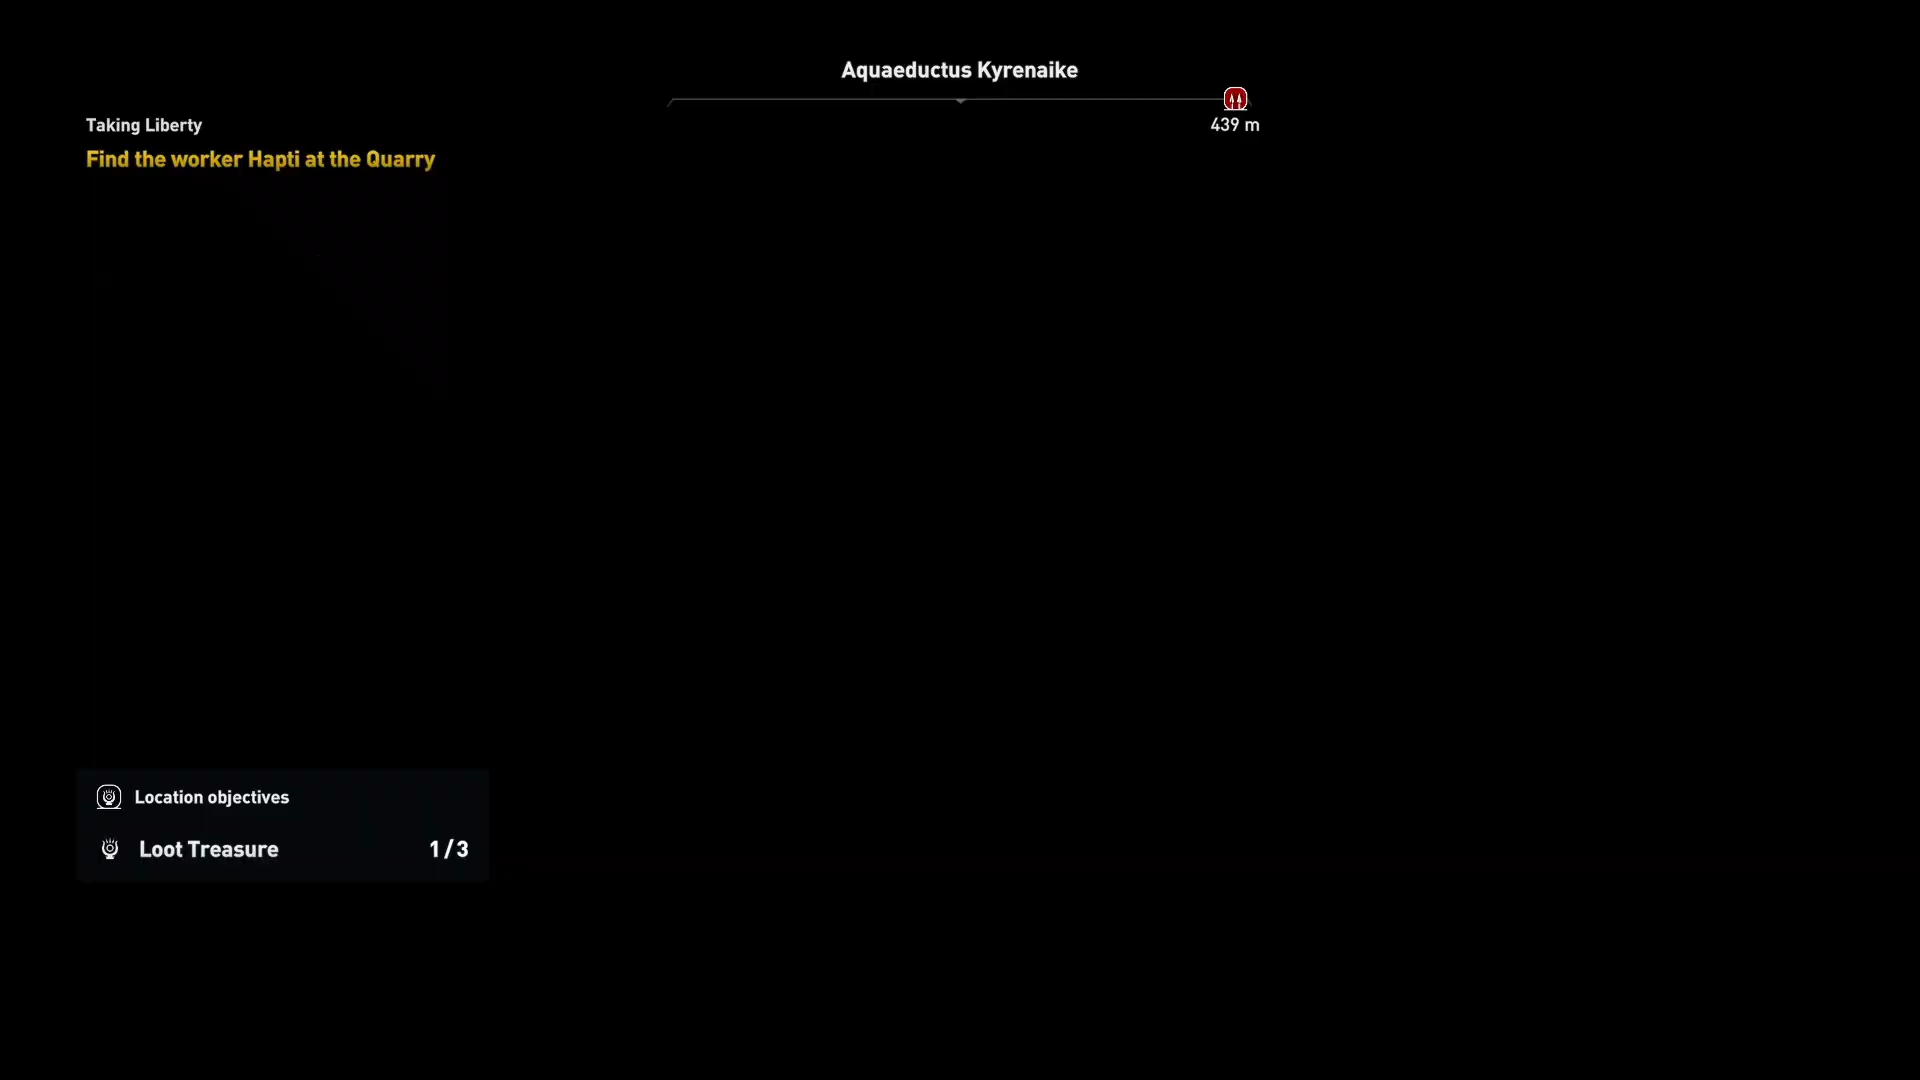 Aquaeductus Kyrenaike
439 m
Taking Liberty
Find the worker Hapti at the Quarry
Location objectives
Loot Treasure 1/3